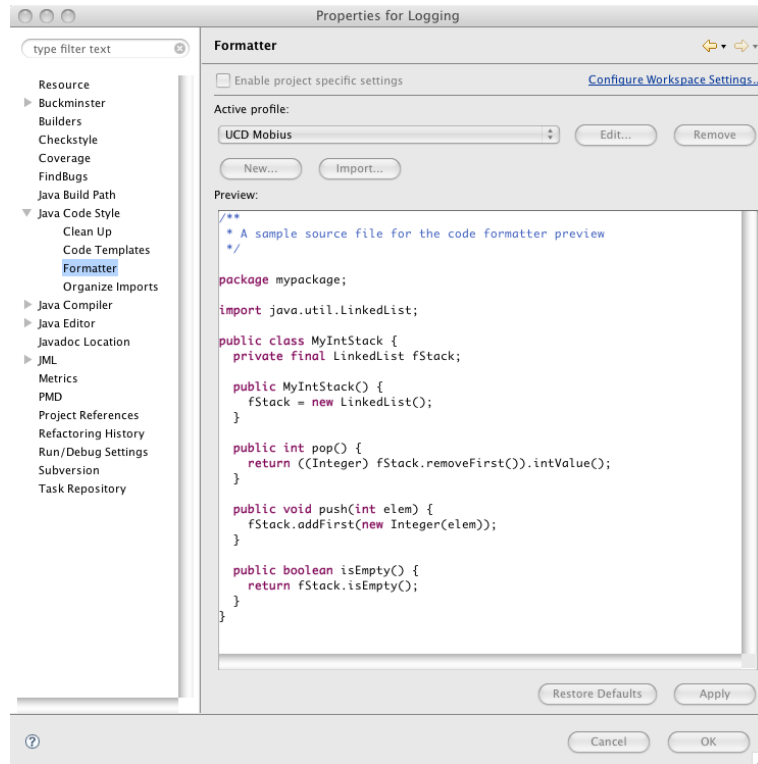 Properties for Logging
type filter text
Resource
Buckminster
Builders
Checkstyle
Coverage
FindBugs
Java Build Path
Java Code Style
Clean Up
Code Templates
Formatter
Organize Imports
Java Compiler
Java Editor
Javadoc Location
JML
Metrics
PMD
Project References
Refactoring History
Run/Debug Settings
Subversion
Task Repository
Formatter
Enable project specific settings
Configure Workspace Settings..
Active profile:
UCD Mobius
Edit...
Remove
New...
Import...
Preview:
/**
 * A sample source file for the code formatter preview
 */
package mypackage;
import java.util.LinkedList;
public class MyIntStack {
  private final LinkedList fStack;
  public MyIntStack() {
    fStack = new LinkedList();
  }
  public int pop() {
    return ((Integer) fStack.removeFirst()).intValue();
  }
  public void push(int elem) {
    fStack.addFirst(new Integer(elem));
  }
  public boolean isEmpty() {
    return fStack.isEmpty();
  }
}
Restore Defaults
Apply
?
Cancel
OK